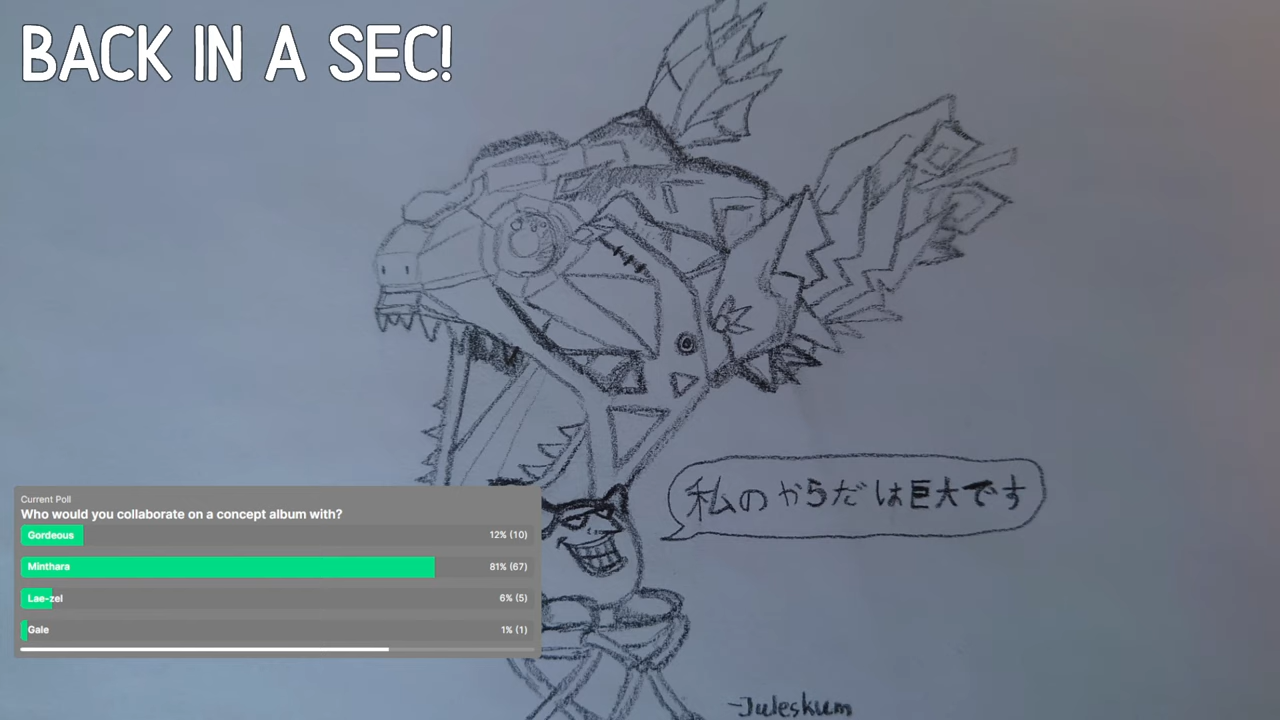 BACK IN A SEC!
私のからだは巨大です
Current Poll
Who would you collaborate on a concept album with?
Gordeous 12% (10)
Minthara 81% (67)
Lae-zel 6% (5)
Gale 1% (1)
-Juleskum